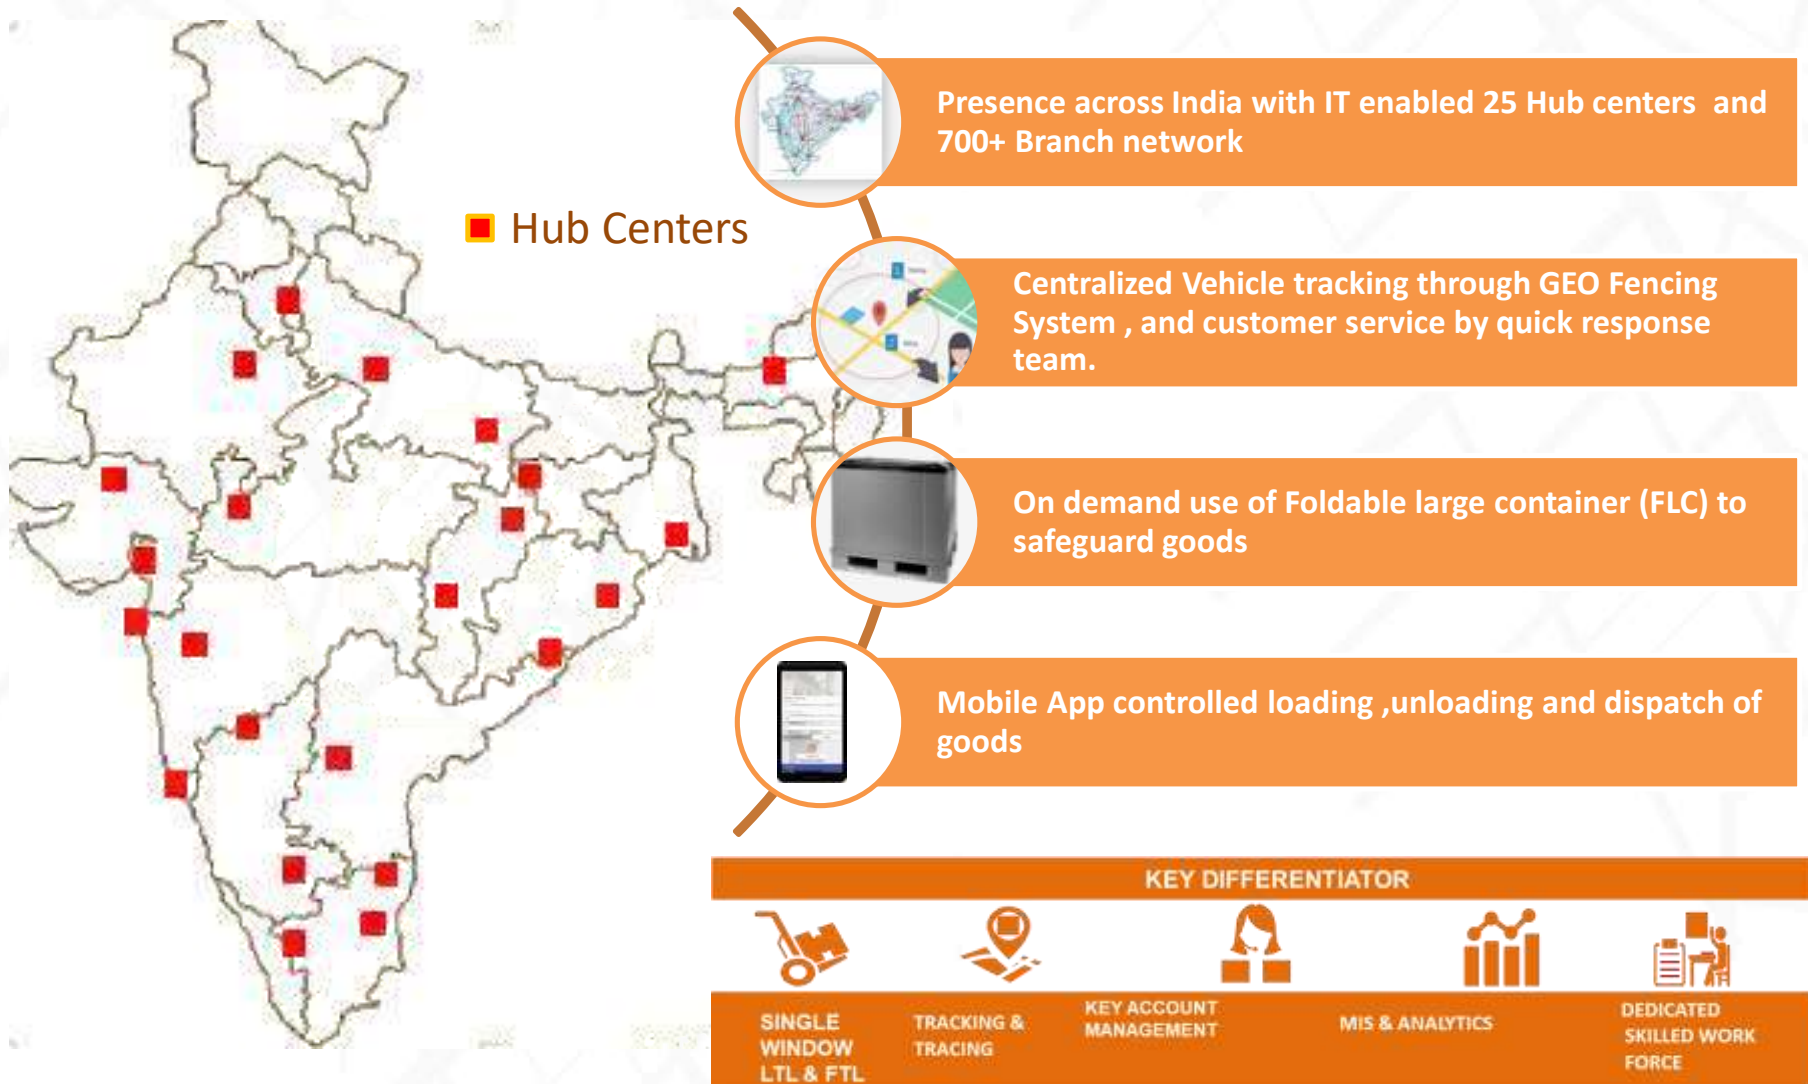 Hub Centers
Presence across India with IT enabled 25 Hub centers  and
700+ Branch network
Centralized Vehicle tracking through GEO Fencing
System , and customer service by quick response
team.
On demand use of Foldable large container (FLC) to
safeguard goods
Mobile App controlled loading ,unloading and dispatch of
goods
KEY DIFFERENTIATOR
SINGLE
WINDOW
LTL & FTL
TRACKING &
TRACING
KEY ACCOUNT
MANAGEMENT
MIS & ANALYTICS
DEDICATED
SKILLED WORK
FORCE